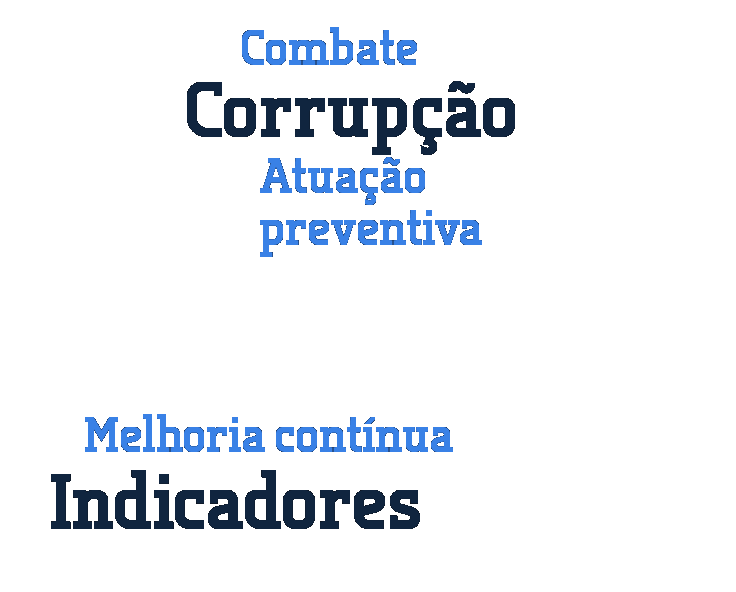 Combate
Corrupção
Atuação
preventiva
Melhoria contínua
Indicadores